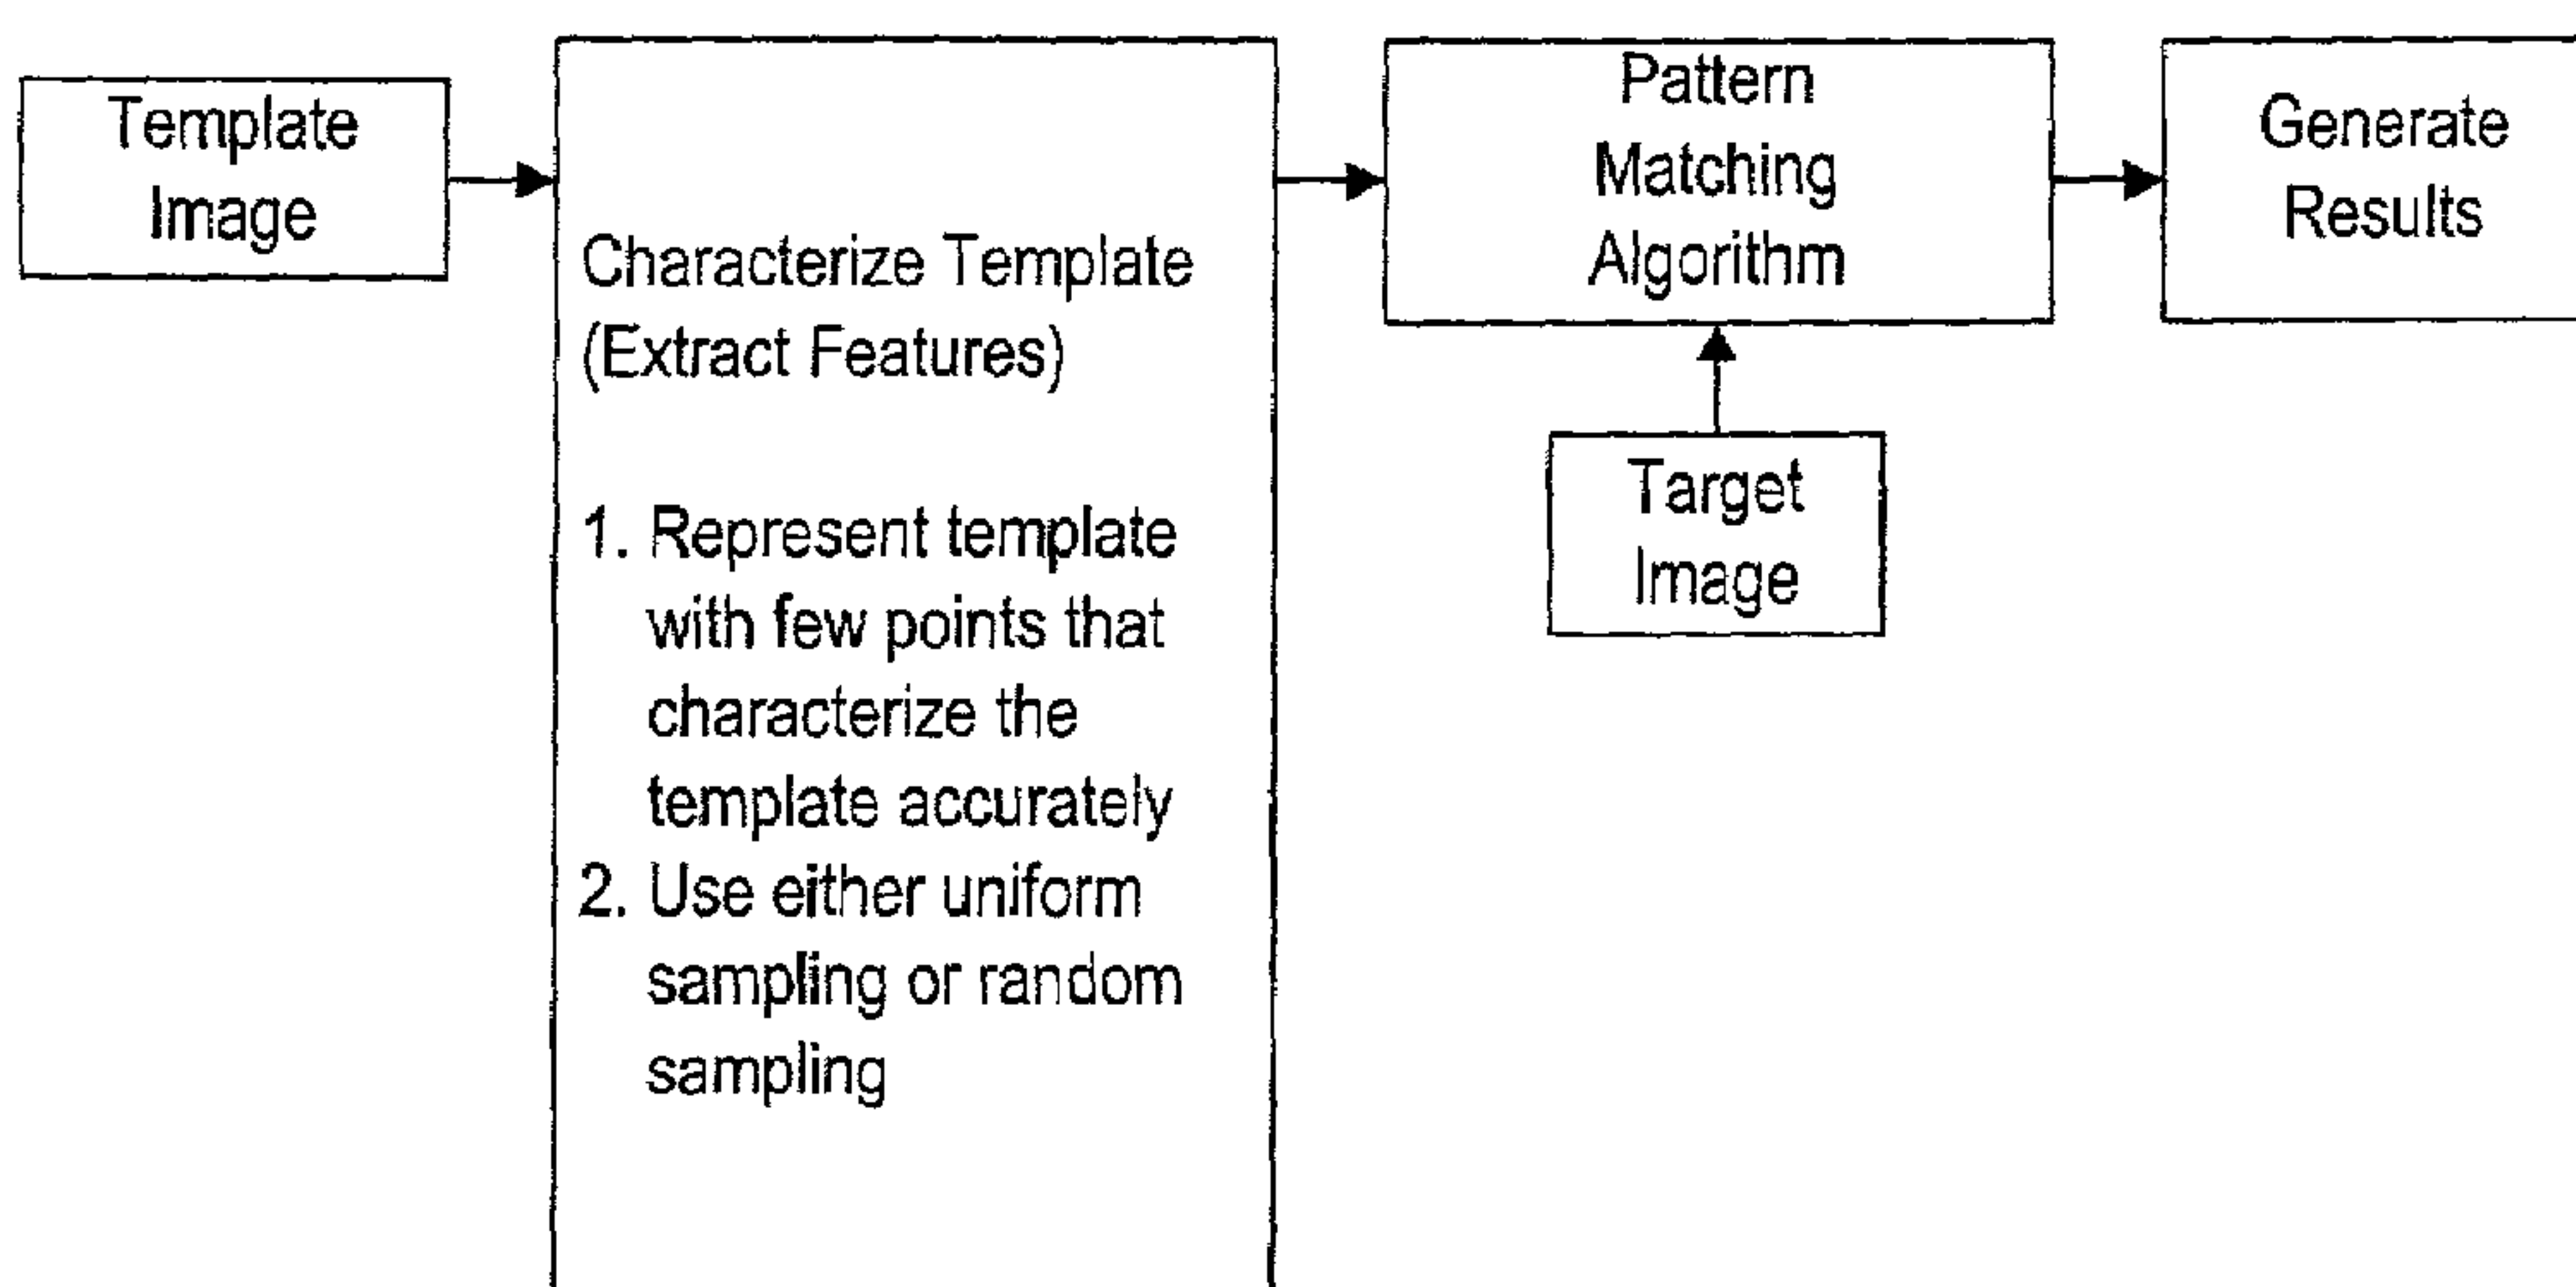 Template
Image
Characterize Template
(Extract Features)
1. Represent template
with few points that
characterize the
template accurately
2. Use either uniform
sampling or random
sampling
Pattern
Matching
Algorithm
Target
Image
Generate
Results